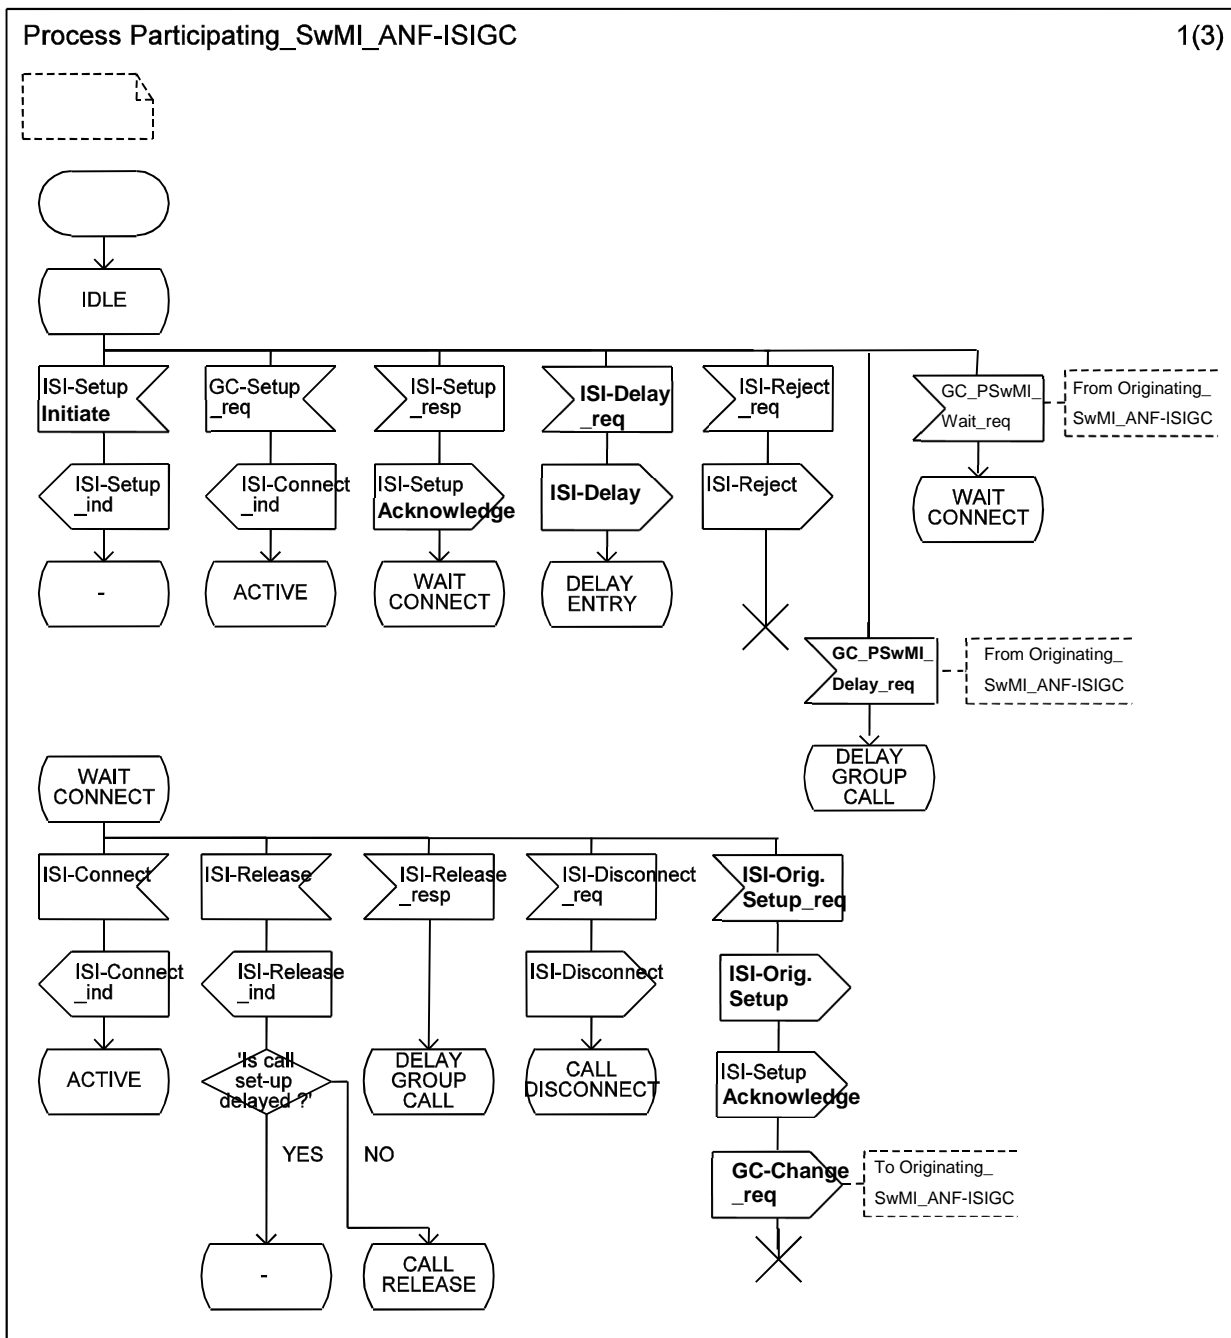 Process Participating_SwMI_ANF-ISIGC
1(3)
IDLE
ISI-Setup
Initiate
GC-Setup
_req
ISI-Setup
_resp
ISI-Delay
_req
ISI-Reject
_req
GC_PSwMI_
Wait_req
From Originating_
SwMI_ANF-ISIGC
ISI-Setup
_ind
ISI-Connect
_ind
ISI-Setup
Acknowledge
ISI-Delay
ISI-Reject
WAIT
CONNECT
-
ACTIVE
WAIT
CONNECT
DELAY
ENTRY
GC_PSwMI_
Delay_req
From Originating_
SwMI_ANF-ISIGC
DELAY
GROUP
CALL
WAIT
CONNECT
ISI-Connect
ISI-Release
ISI-Release
_resp
ISI-Disconnect
_req
ISI-Orig.
Setup_req
ISI-Connect
_ind
ISI-Release
_ind
ISI-Disconnect
ISI-Orig.
Setup
ACTIVE
'Is call
set-up
delayed ?'
DELAY
GROUP
CALL
CALL
DISCONNECT
ISI-Setup
Acknowledge
YES
NO
GC-Change
_req
To Originating_
SwMI_ANF-ISIGC
-
CALL
RELEASE